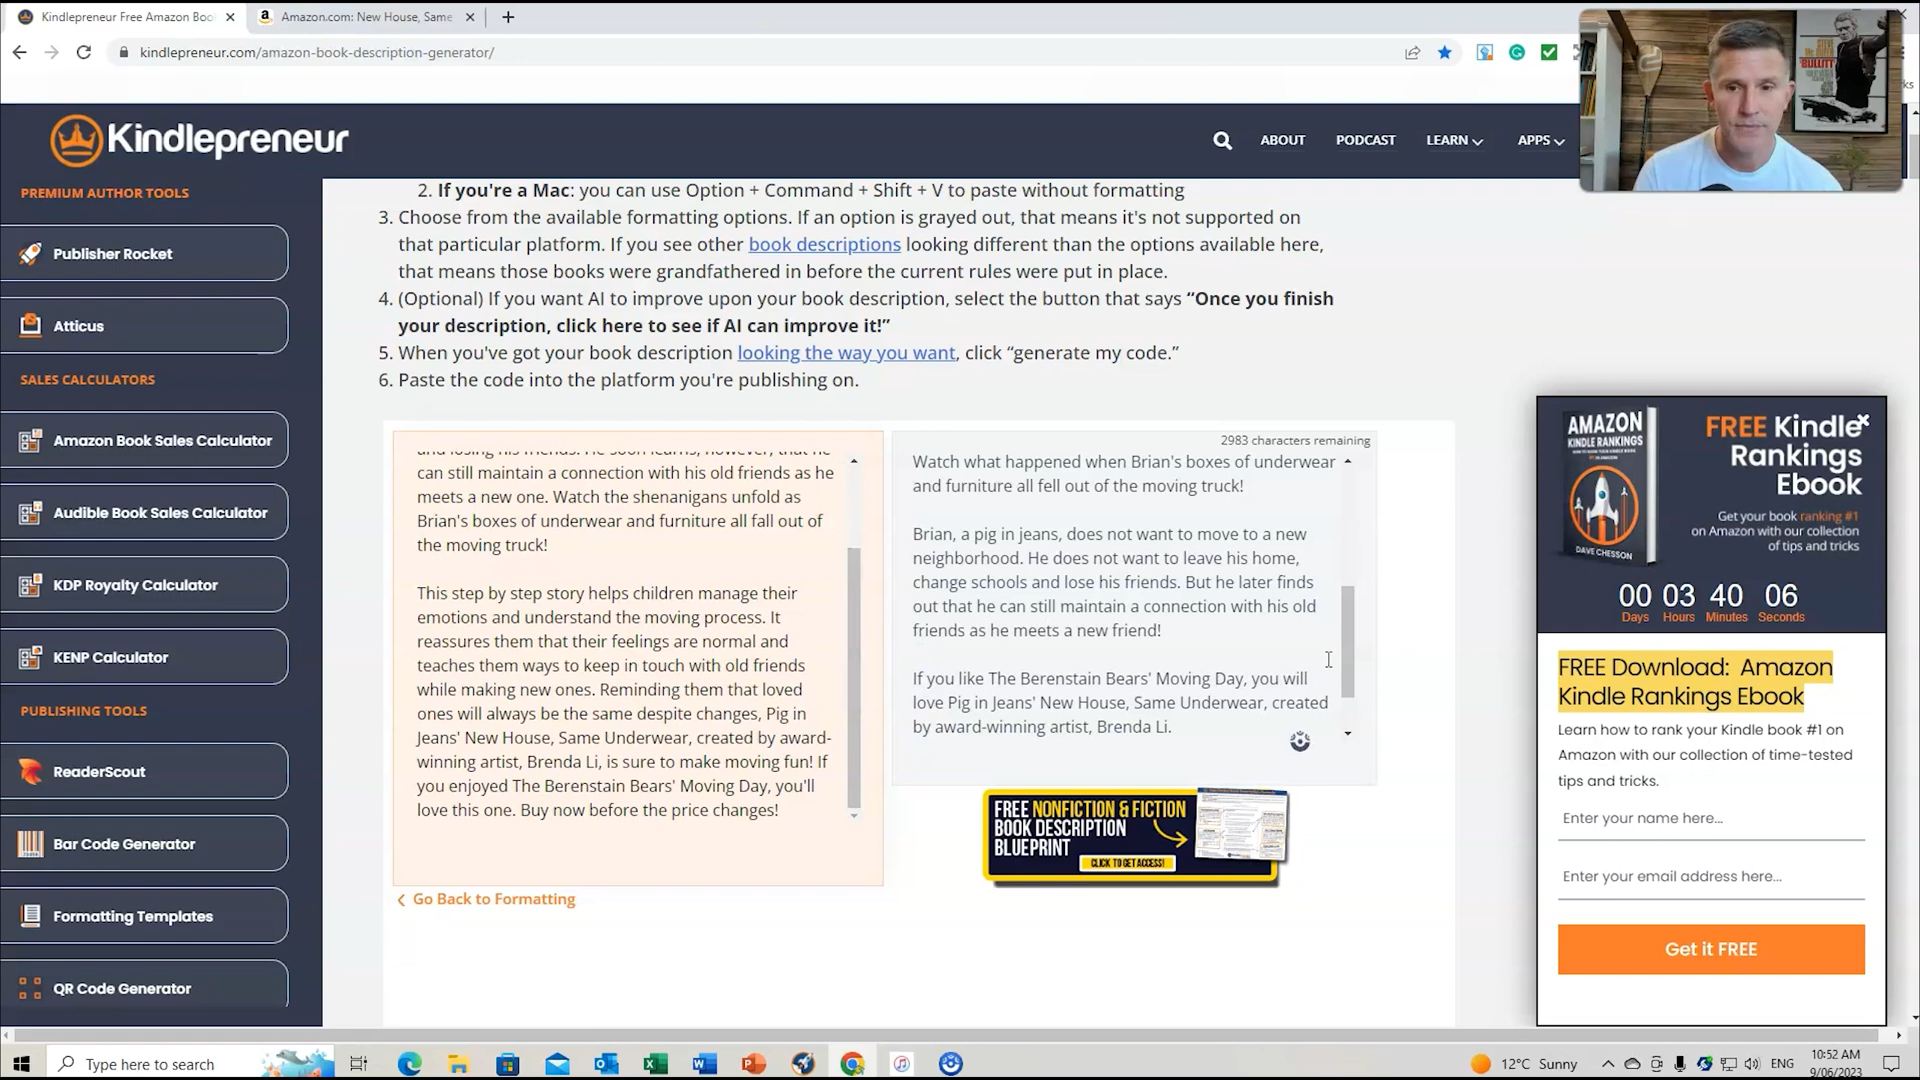 Kindlepreneur Free Amazon Boo
Amazon.com: New House, Same
kindlepreneur.com/amazon-book-description-generator/
BULLITT
Kindlepreneur
ABOUT
PODCAST
LEARN
APPS
PREMIUM AUTHOR TOOLS
Publisher Rocket
Atticus
SALES CALCULATORS
Amazon Book Sales Calculator
Audible Book Sales Calculator
KDP Royalty Calculator
KENP Calculator
PUBLISHING TOOLS
ReaderScout
Bar Code Generator
Formatting Templates
QR Code Generator
2. If you're a Mac: you can use Option + Command + Shift + V to paste without formatting
3. Choose from the available formatting options. If an option is grayed out, that means it's not supported on
that particular platform. If you see other book descriptions looking different than the options available here,
that means those books were grandfathered in before the current rules were put in place.
4. (Optional) If you want AI to improve upon your book description, select the button that says “Once you finish
your description, click here to see if AI can improve it!”
5. When you've got your book description looking the way you want, click “generate my code.”
6. Paste the code into the platform you're publishing on.
and losing his friends. He soon learns, however, that he
can still maintain a connection with his old friends as he
meets a new one. Watch the shenanigans unfold as
Brian's boxes of underwear and furniture all fall out of
the moving truck!
This step by step story helps children manage their
emotions and understand the moving process. It
reassures them that their feelings are normal and
teaches them ways to keep in touch with old friends
while making new ones. Reminding them that loved
ones will always be the same despite changes, Pig in
Jeans' New House, Same Underwear, created by award-
winning artist, Brenda Li, is sure to make moving fun! If
you enjoyed The Berenstain Bears' Moving Day, you'll
love this one. Buy now before the price changes!
Go Back to Formatting
2983 characters remaining
Watch what happened when Brian's boxes of underwear
and furniture all fell out of the moving truck!
Brian, a pig in jeans, does not want to move to a new
neighborhood. He does not want to leave his home,
change schools and lose his friends. But he later finds
out that he can still maintain a connection with his old
friends as he meets a new friend!
If you like The Berenstain Bears' Moving Day, you will
love Pig in Jeans' New House, Same Underwear, created
by award-winning artist, Brenda Li.
FREE NONFICTION & FICTION
BOOK DESCRIPTION
BLUEPRINT
CLICK TO GET ACCESS!
AMAZON
KINDLE RANKINGS
EBOOK
DAVE CHESSON
FREE Kindle
Rankings
Ebook
Get your book ranking #1
on Amazon with our collection
of tips and tricks
00 03 40 06
Days Hours Minutes Seconds
FREE Download: Amazon
Kindle Rankings Ebook
Learn how to rank your Kindle book #1 on
Amazon with our collection of time-tested
tips and tricks.
Enter your name here...
Enter your email address here...
Get it FREE
Type here to search
12°C Sunny
ENG
10:52 AM
9/06/2023